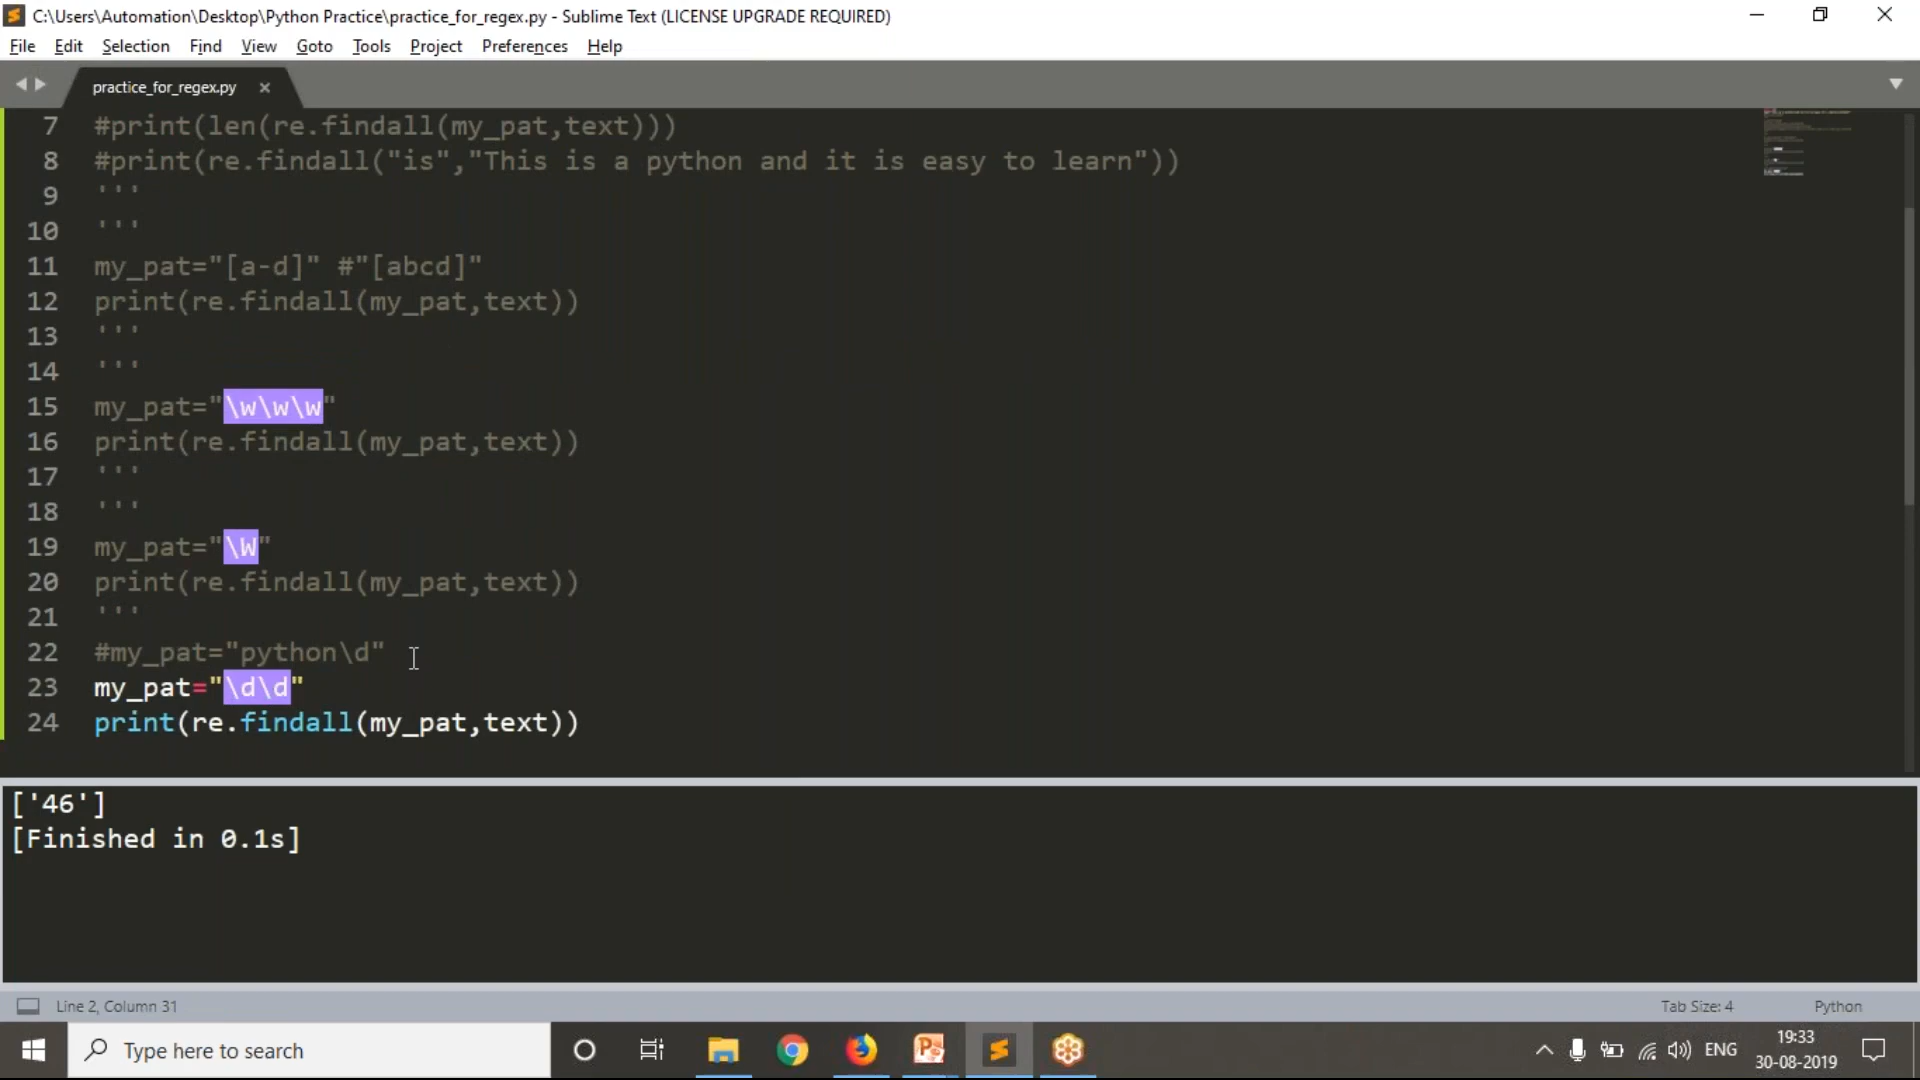 C:\Users\Automation\Desktop\Python Practice\practice_for_regex.py - Sublime Text (LICENSE UPGRADE REQUIRED)
File Edit Selection Find View Goto Tools Project Preferences Help
practice_for_regex.py ×
7 #print(len(re.findall(my_pat,text)))
8 #print(re.findall("is","This is a python and it is easy to learn"))
9 '''
10 '''
11 my_pat="[a-d]" #"[abcd]"
12 print(re.findall(my_pat,text))
13 '''
14 '''
15 my_pat="\w\w\w"
16 print(re.findall(my_pat,text))
17 '''
18 '''
19 my_pat="\W"
20 print(re.findall(my_pat,text))
21 '''
22 #my_pat="python\d"
23 my_pat="\d\d"
24 print(re.findall(my_pat,text))
['46']
[Finished in 0.1s]
Line 2, Column 31 Tab Size: 4 Python
Type here to search ENG 19:33
30-08-2019